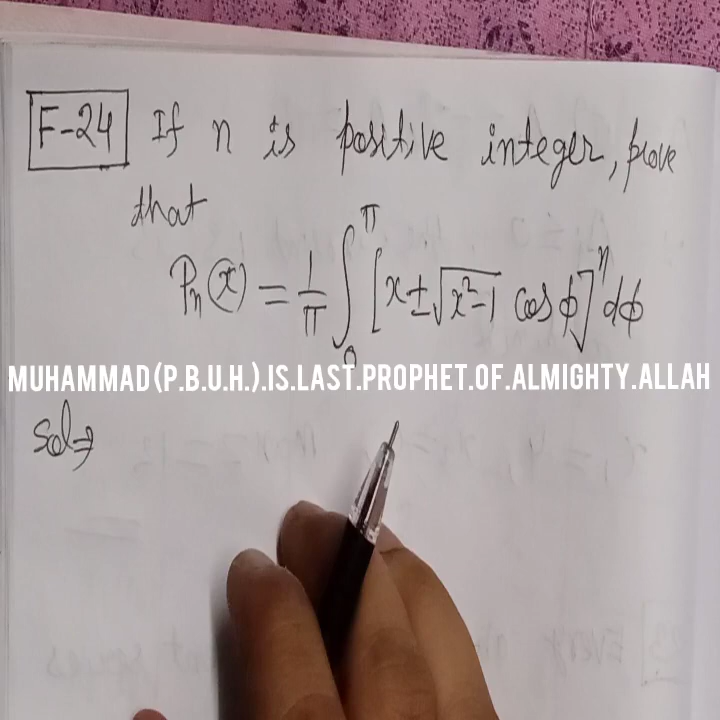 F-24 If n is positive integer, prove
that
Pn(x) = 1/π ∫₀^π [x ± √(x²-1) cos φ]ⁿ dφ
MUHAMMAD(P.B.U.H.).IS.LAST.PROPHET.OF.ALMIGHTY.ALLAH
Sol⇒